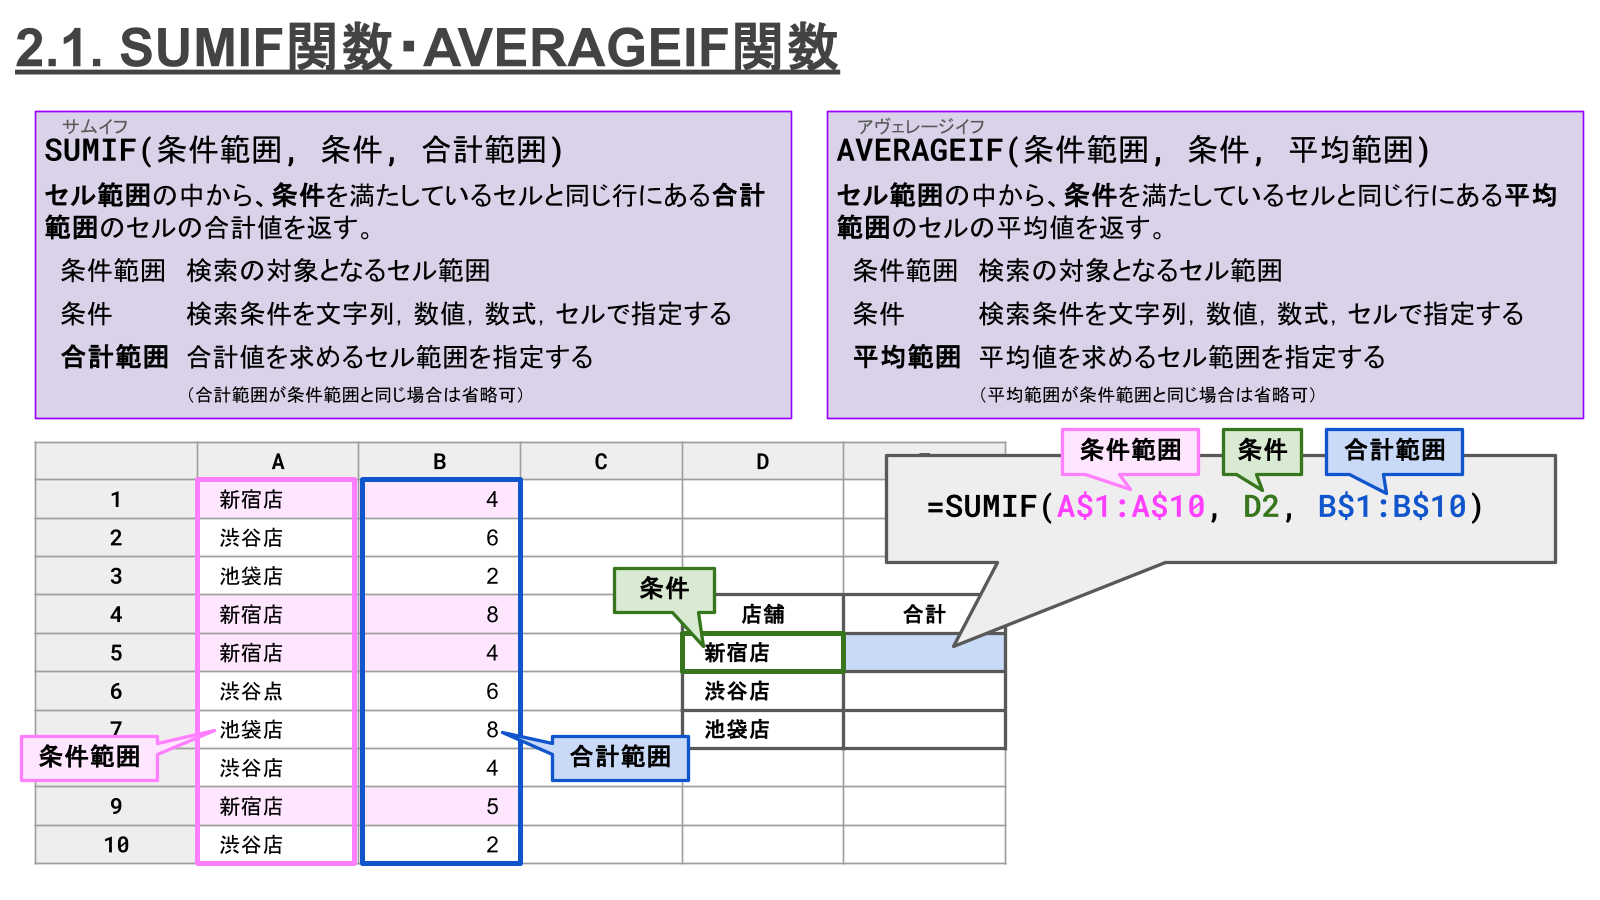 2.1. SUMIF関数・AVERAGEIF関数
サムイフ
SUMIF(条件範囲, 条件, 合計範囲)
セル範囲の中から、条件を満たしているセルと同じ行にある合計
範囲のセルの合計値を返す。
条件範囲 検索の対象となるセル範囲
条件 検索条件を文字列, 数値, 数式, セルで指定する
合計範囲 合計値を求めるセル範囲を指定する
（合計範囲が条件範囲と同じ場合は省略可）
アヴェレージイフ
AVERAGEIF(条件範囲, 条件, 平均範囲)
セル範囲の中から、条件を満たしているセルと同じ行にある平均
範囲のセルの平均値を返す。
条件範囲 検索の対象となるセル範囲
条件 検索条件を文字列, 数値, 数式, セルで指定する
平均範囲 平均値を求めるセル範囲を指定する
（平均範囲が条件範囲と同じ場合は省略可）
条件範囲 条件 合計範囲
=SUMIF(A$1:A$10, D2, B$1:B$10)
A B C D
1 新宿店 4
2 渋谷店 6
3 池袋店 2
条件
4 新宿店 8 店舗 合計
5 新宿店 4 新宿店
6 渋谷点 6 渋谷店
7 池袋店 8 池袋店
条件範囲 合計範囲
渋谷店 4
9 新宿店 5
10 渋谷店 2